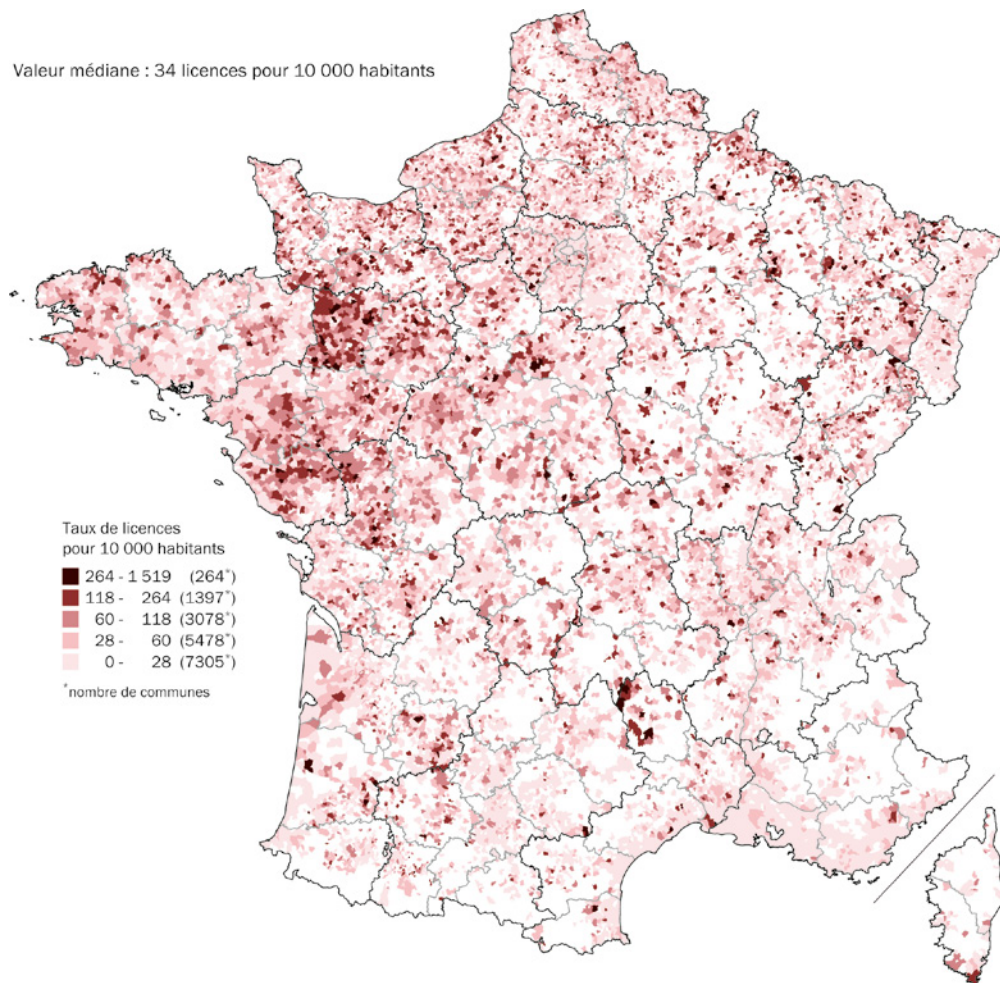 Valeur médiane : 34 licences pour 10 000 habitants
Taux de licences
pour 10 000 habitants
264 - 1 519 (264*)
118 - 264 (1397*)
60 - 118 (3078*)
28 - 60 (5478*)
0 - 28 (7305*)
*nombre de communes